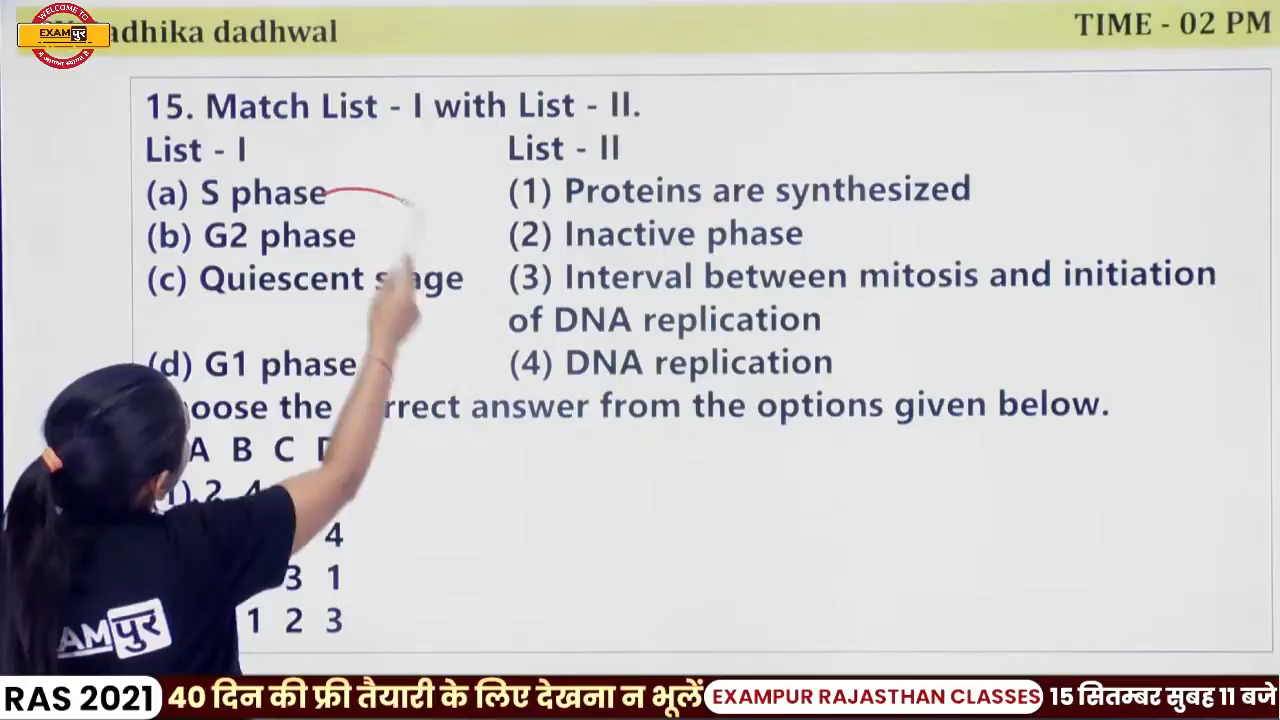 WELCOME TO
EXAMपुर
adhika dadhwal
TIME - 02 PM
15. Match List - I with List - II.
List - I List - II
(a) S phase (1) Proteins are synthesized
(b) G2 phase (2) Inactive phase
(c) Quiescent (3) Interval between mitosis and initiation
of DNA replication
(d) G1 phase (4) DNA replication
the answer from the options given below.
A B C
2
4
3 1
1 2 3
AMपुर
RAS 2021 40 दिन की फ्री तैयारी के लिए देखना न भूलें EXAMPUR RAJASTHAN CLASSES 15 सितम्बर सुबह 11 बजे